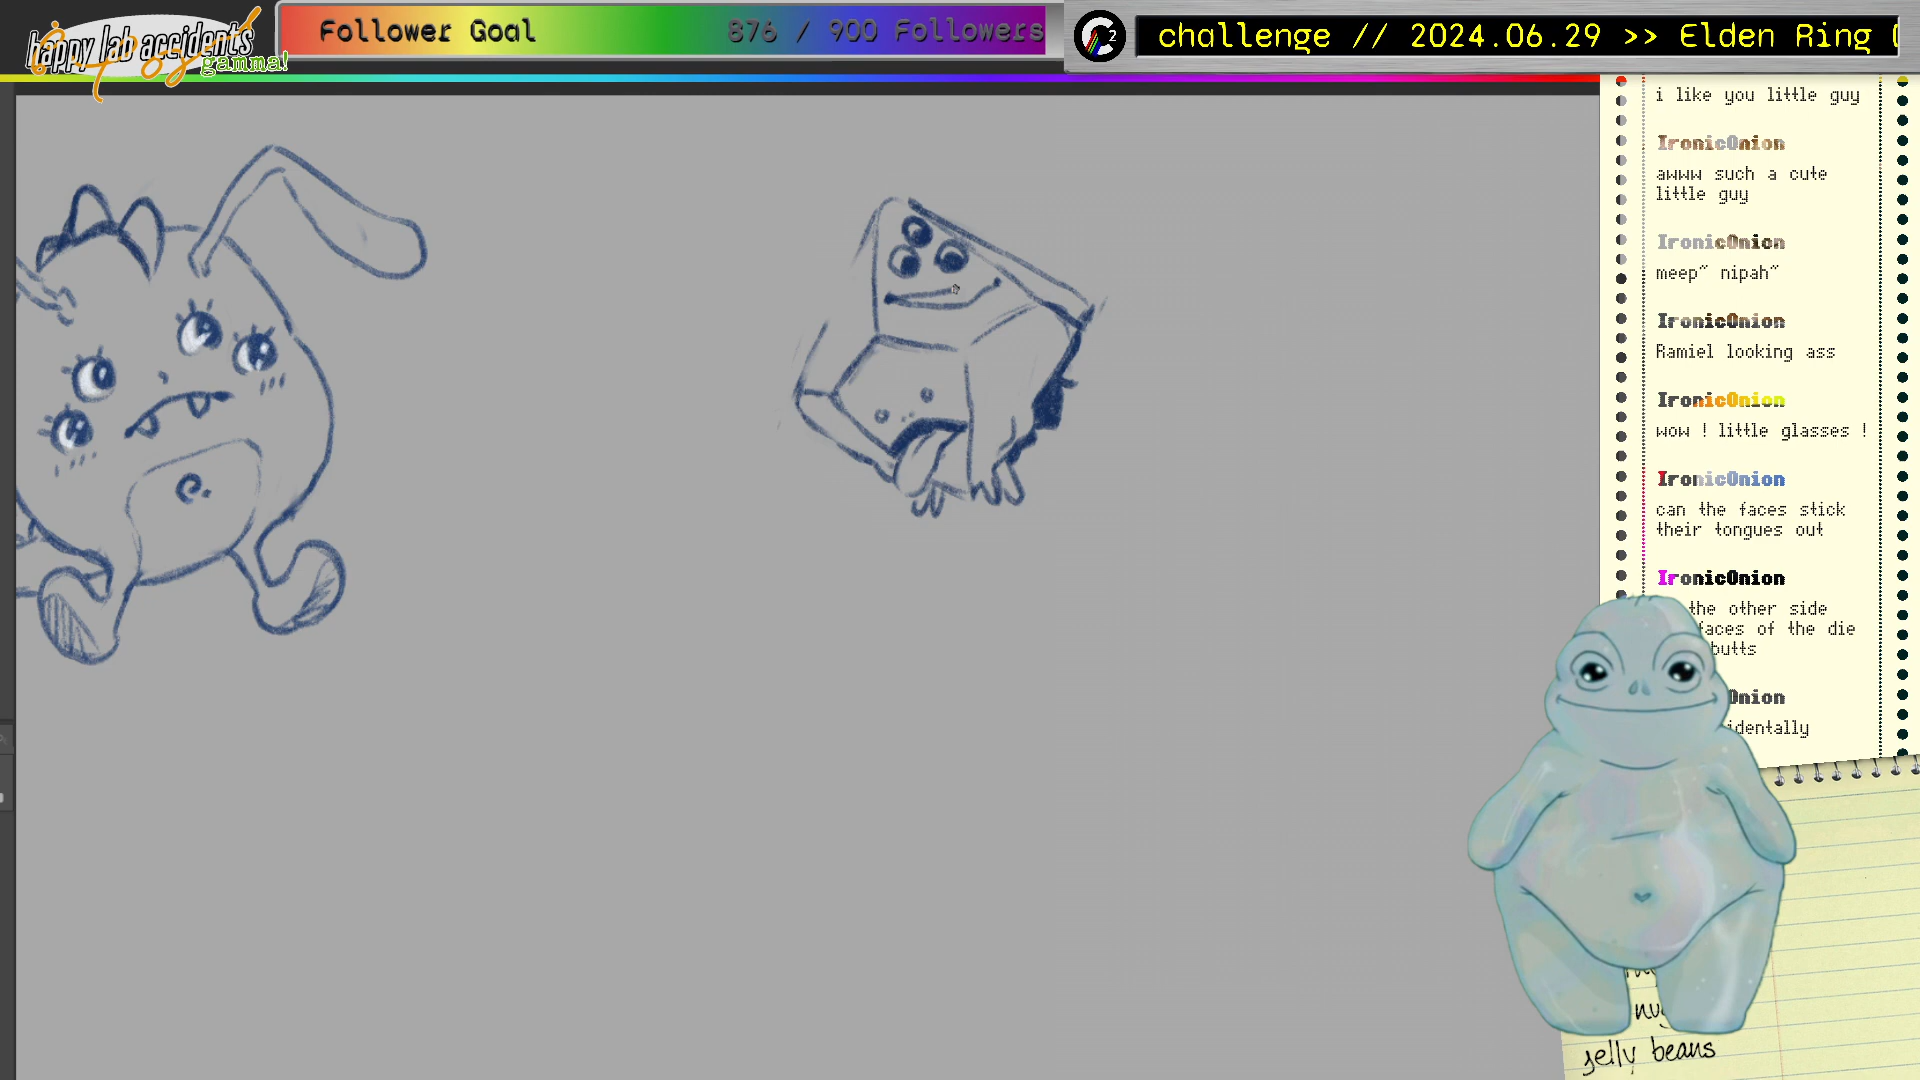 happy lab accidents
gamma!
Follower Goal
876 / 900 Followers
challenge // 2024.06.29 >> Elden Ring
i like you little guy
IronicOnion
awww such a cute
little guy
IronicOnion
meep~ nipah~
IronicOnion
Ramiel looking ass
IronicOnion
wow ! little glasses !
IronicOnion
can the faces stick
their tongues out
IronicOnion
the other side
faces of the die
butts
Onion
identally
jelly beans